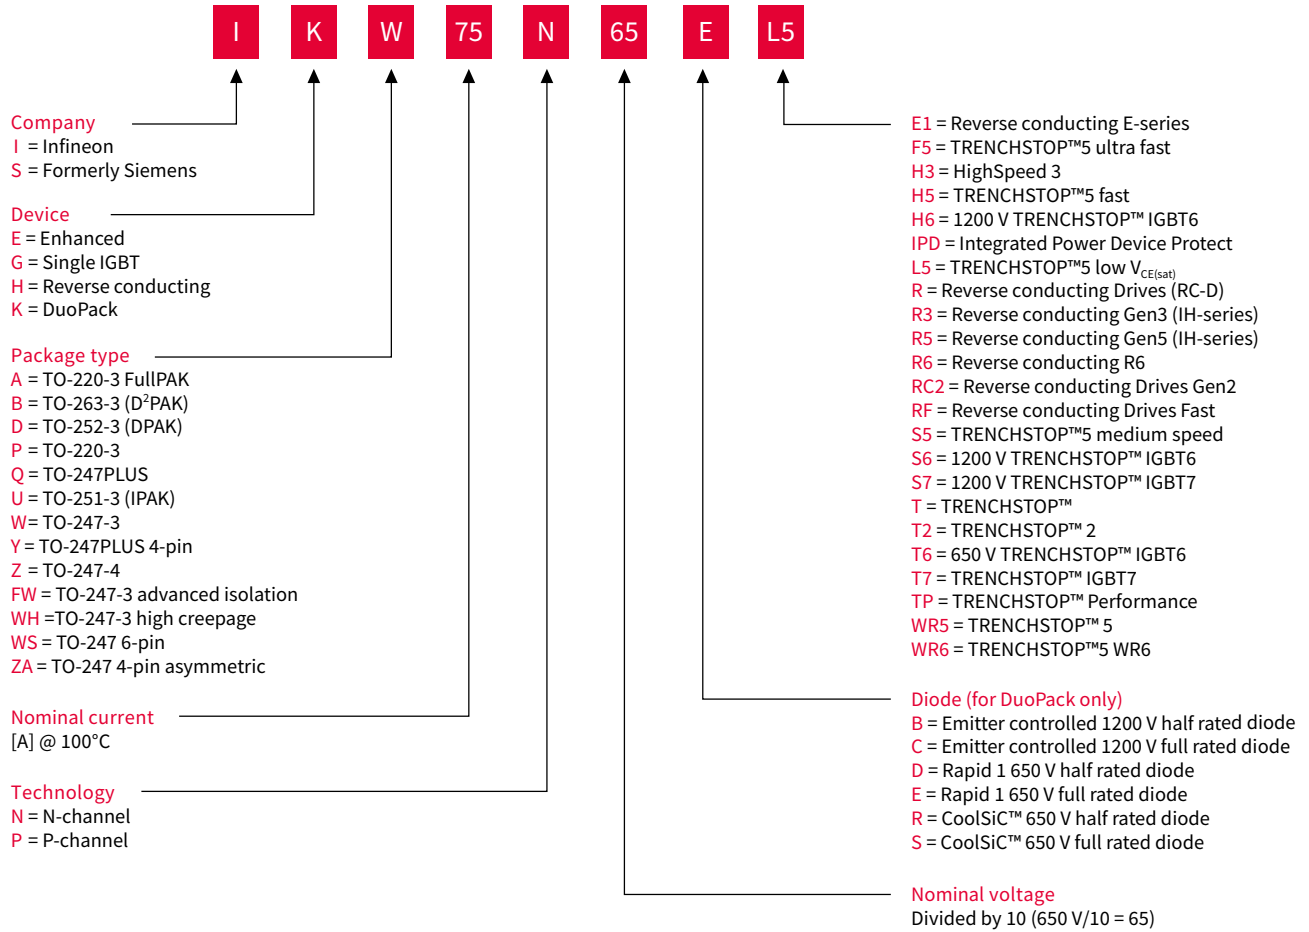 I K W 75 N 65 E L5
Company
I = Infineon
S = Formerly Siemens
Device
E = Enhanced
G = Single IGBT
H = Reverse conducting
K = DuoPack
Package type
A = TO-220-3 FullPAK
B = TO-263-3 (D²PAK)
D = TO-252-3 (DPAK)
P = TO-220-3
Q = TO-247PLUS
U = TO-251-3 (IPAK)
W= TO-247-3
Y = TO-247PLUS 4-pin
Z = TO-247-4
FW = TO-247-3 advanced isolation
WH =TO-247-3 high creepage
WS = TO-247 6-pin
ZA = TO-247 4-pin asymmetric
Nominal current
[A] @ 100°C
Technology
N = N-channel
P = P-channel
E1 = Reverse conducting E-series
F5 = TRENCHSTOP™5 ultra fast
H3 = HighSpeed 3
H5 = TRENCHSTOP™5 fast
H6 = 1200 V TRENCHSTOP™ IGBT6
IPD = Integrated Power Device Protect
L5 = TRENCHSTOP™5 low VCE(sat)
R = Reverse conducting Drives (RC-D)
R3 = Reverse conducting Gen3 (IH-series)
R5 = Reverse conducting Gen5 (IH-series)
R6 = Reverse conducting R6
RC2 = Reverse conducting Drives Gen2
RF = Reverse conducting Drives Fast
S5 = TRENCHSTOP™5 medium speed
S6 = 1200 V TRENCHSTOP™ IGBT6
S7 = 1200 V TRENCHSTOP™ IGBT7
T = TRENCHSTOP™
T2 = TRENCHSTOP™ 2
T6 = 650 V TRENCHSTOP™ IGBT6
T7 = TRENCHSTOP™ IGBT7
TP = TRENCHSTOP™ Performance
WR5 = TRENCHSTOP™ 5
WR6 = TRENCHSTOP™5 WR6
Diode (for DuoPack only)
B = Emitter controlled 1200 V half rated diode
C = Emitter controlled 1200 V full rated diode
D = Rapid 1 650 V half rated diode
E = Rapid 1 650 V full rated diode
R = CoolSiC™ 650 V half rated diode
S = CoolSiC™ 650 V full rated diode
Nominal voltage
Divided by 10 (650 V/10 = 65)